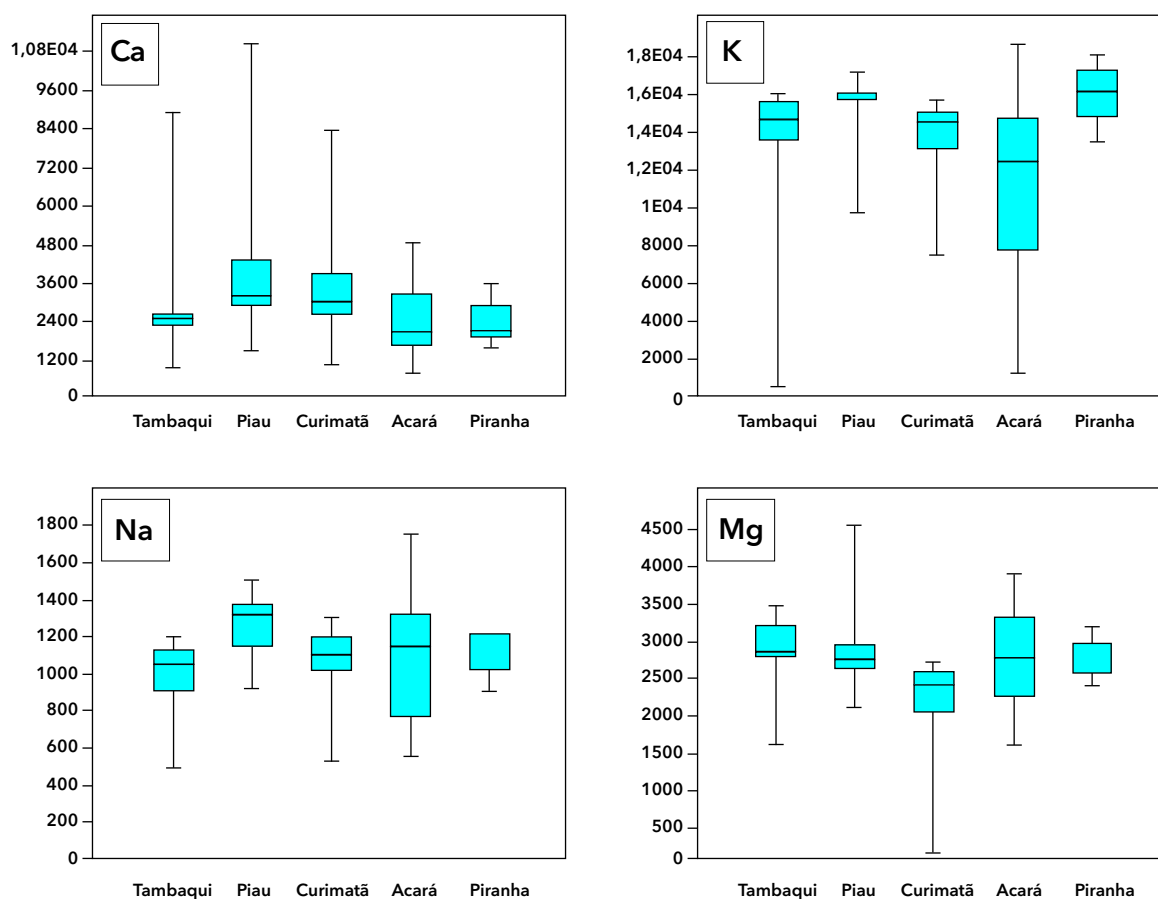 Ca
1,08E04
9600
8400
7200
6000
4800
3600
2400
1200
0
Tambaqui Piau Curimatã Acará Piranha
K
1,8E04
1,6E04
1,4E04
1,2E04
1E04
8000
6000
4000
2000
0
Tambaqui Piau Curimatã Acará Piranha
Na
1800
1600
1400
1200
1000
800
600
400
200
0
Tambaqui Piau Curimatã Acará Piranha
Mg
4500
4000
3500
3000
2500
2000
1500
1000
500
0
Tambaqui Piau Curimatã Acará Piranha